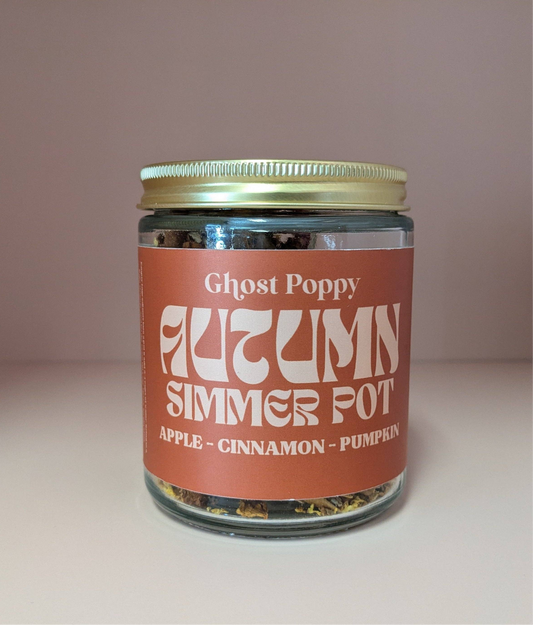 Ghost Poppy
AUTUMN
SIMMER POT
APPLE - CINNAMON - PUMPKIN